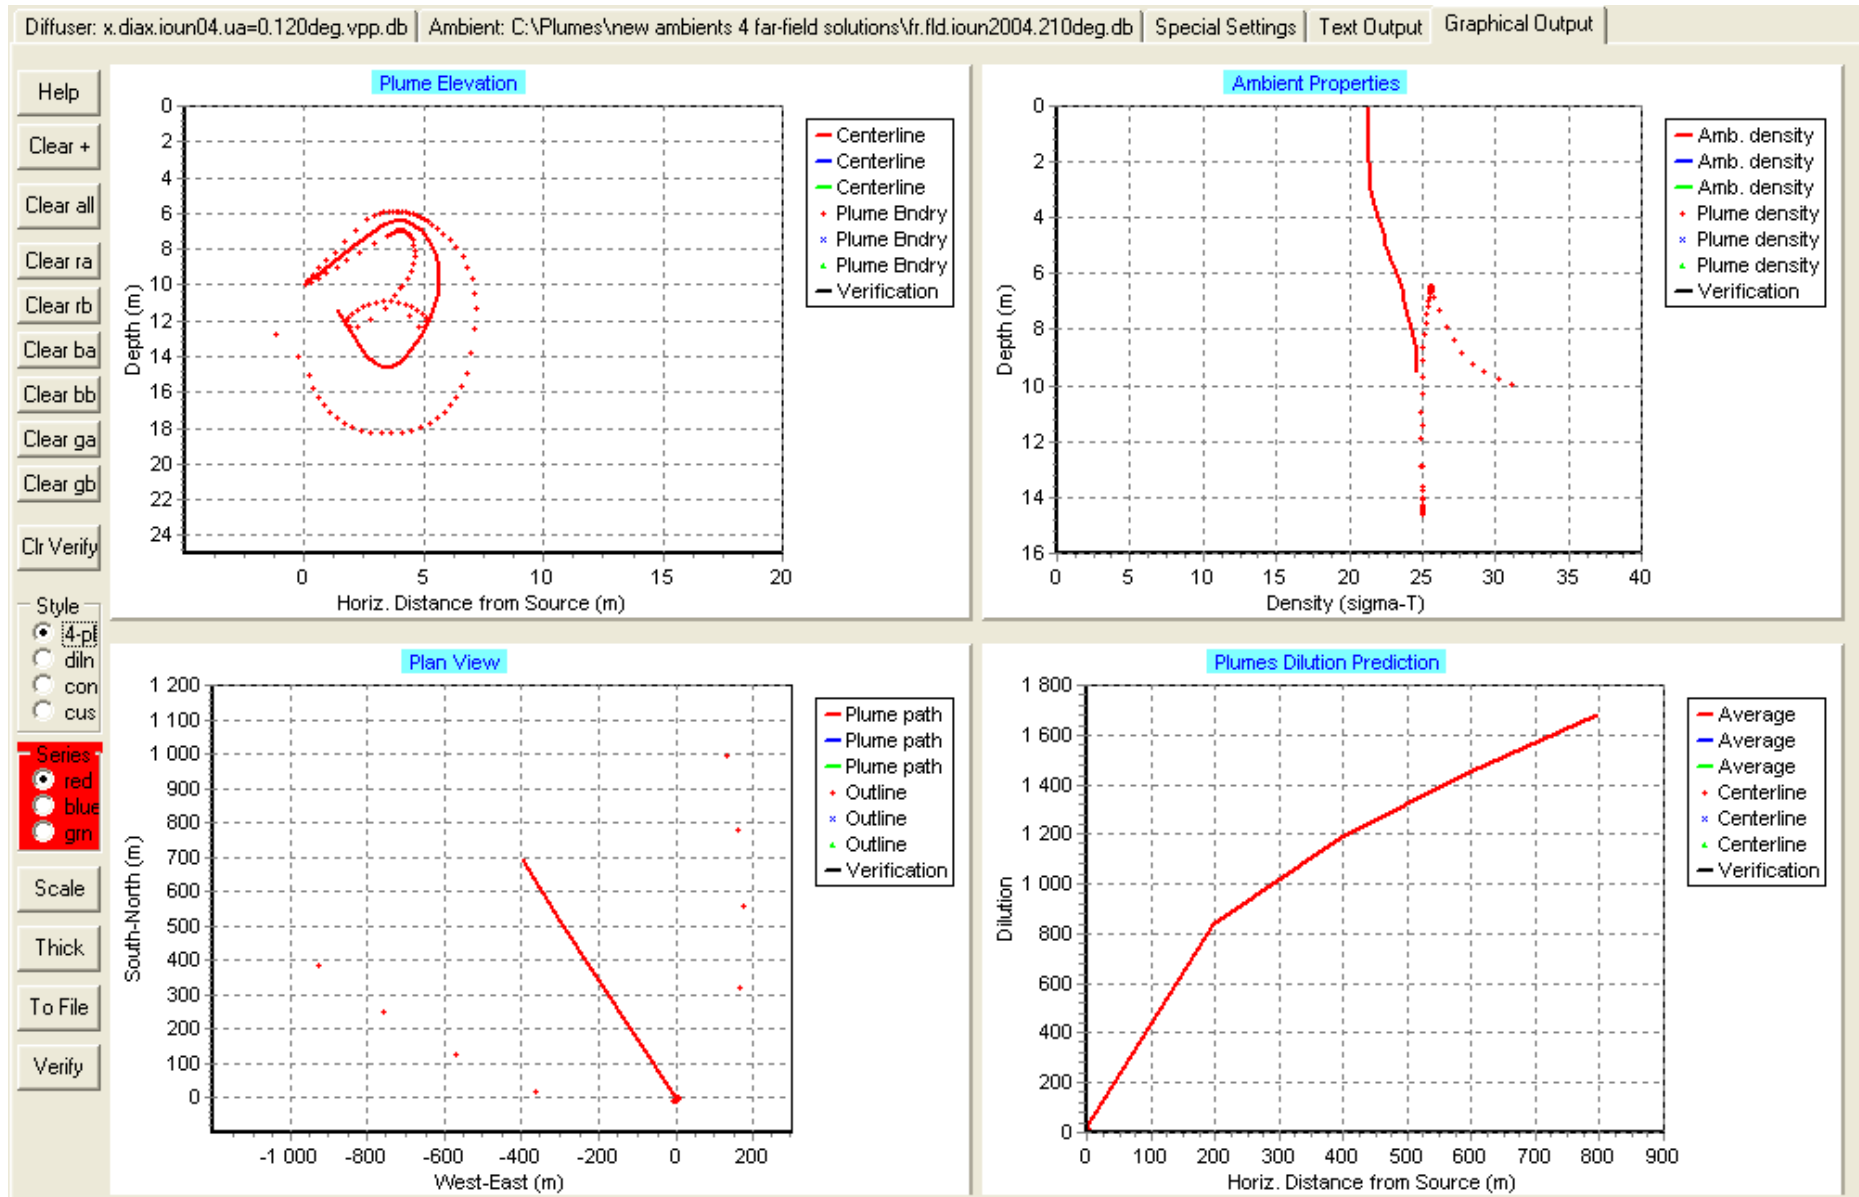 Diffuser: x.diax.ioun04.ua=0.120deg.vpp.db Ambient: C:\Plumes\new ambients 4 far-field solutions\fr.fld.ioun2004.210deg.db Special Settings Text Output Graphical Output
Help
Clear +
Clear all
Clear ra
Clear rb
Clear ba
Clear bb
Clear ga
Clear gb
Clr Verify
Style
4-pl
diln
con
cus
Series
red
blue
grn
Scale
Thick
To File
Verify
Plume Elevation
0
2
4
6
8
10
12
14
16
18
20
22
24
Depth (m)
0 5 10 15 20
Horiz. Distance from Source (m)
Centerline
Centerline
Centerline
Plume Bndry
Plume Bndry
Plume Bndry
Verification
Ambient Properties
0
2
4
6
8
10
12
14
16
Depth (m)
0 5 10 15 20 25 30 35 40
Density (sigma-T)
Amb. density
Amb. density
Amb. density
Plume density
Plume density
Plume density
Verification
Plan View
1 200
1 100
1 000
900
800
700
600
500
400
300
200
100
0
South-North (m)
-1 000 -800 -600 -400 -200 0 200
West-East (m)
Plume path
Plume path
Plume path
Outline
Outline
Outline
Verification
Plumes Dilution Prediction
1 800
1 600
1 400
1 200
1 000
800
600
400
200
0
Dilution
0 100 200 300 400 500 600 700 800 900
Horiz. Distance from Source (m)
Average
Average
Average
Centerline
Centerline
Centerline
Verification